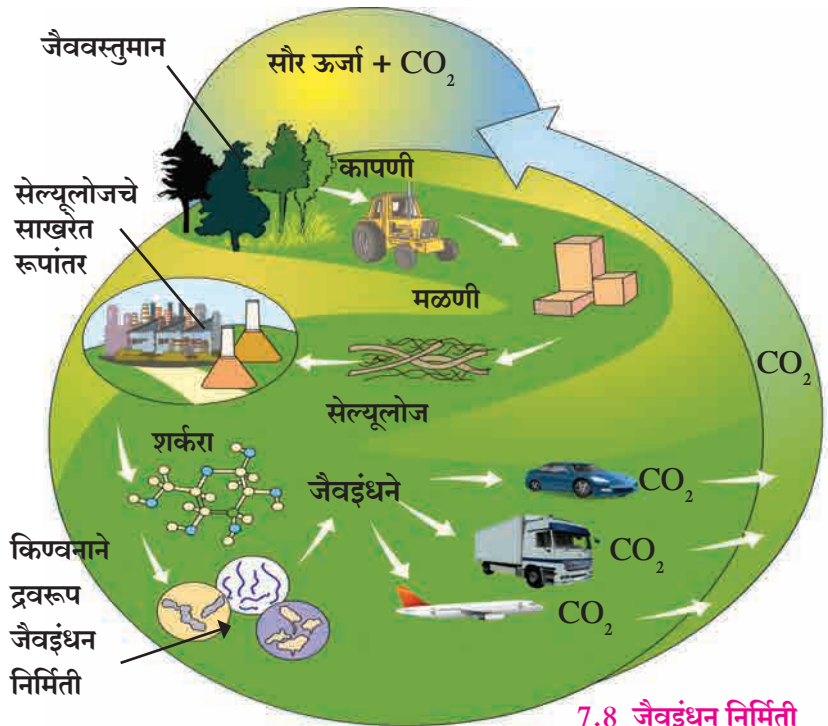 जैववस्तुमान
सौर ऊर्जा + CO₂
कापणी
सेल्यूलोजचे
साखरेत
रूपांतर
मळणी
CO₂
सेल्यूलोज
शर्करा
जैवइंधने
CO₂
किण्वनाने
द्रवरूप
जैवइंधन
निर्मिती
CO₂
CO₂
7.8 जैवइंधन निर्मिती